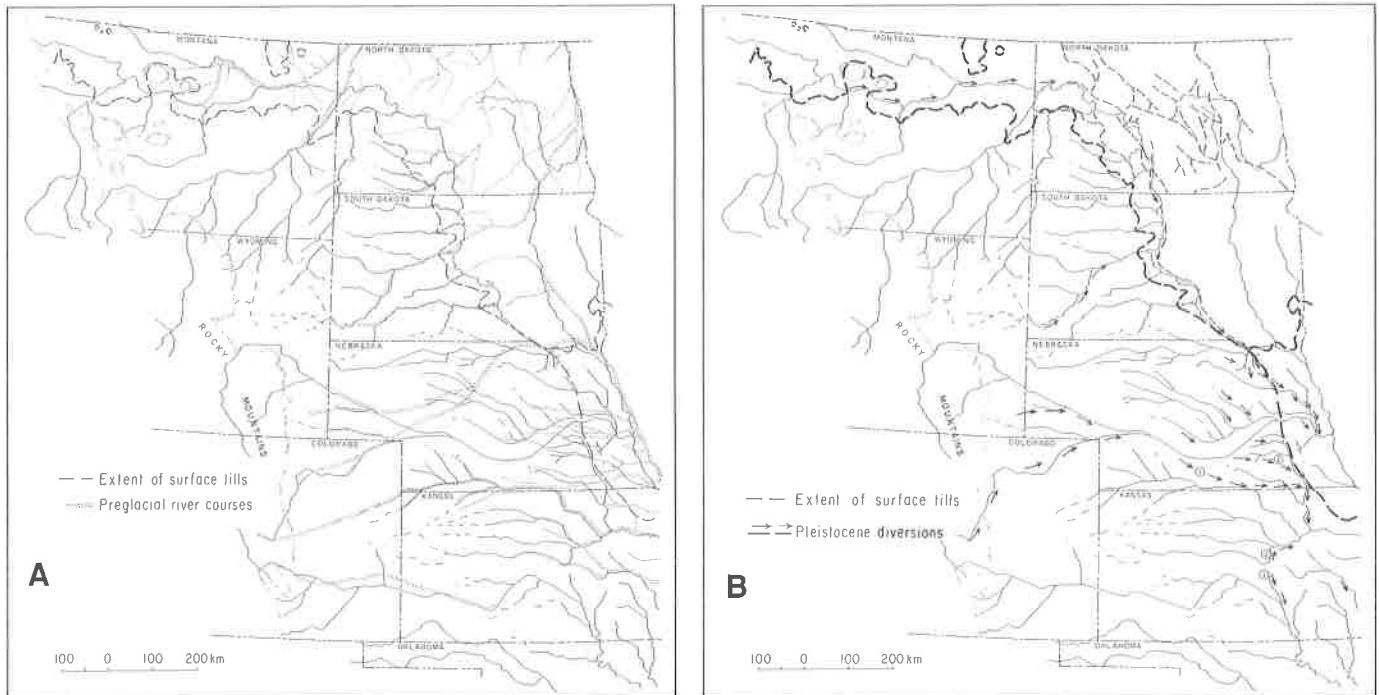 MONTANA
NORTH DAKOTA
SOUTH DAKOTA
WYOMING
ROCKY
MOUNTAINS
NEBRASKA
COLORADO
KANSAS
OKLAHOMA
Extent of surface tills
Preglacial river courses
A
100 0 100 200 km
MONTANA
NORTH DAKOTA
SOUTH DAKOTA
WYOMING
ROCKY
MOUNTAINS
NEBRASKA
COLORADO
KANSAS
OKLAHOMA
Extent of surface tills
Pleistocene diversions
B
100 0 100 200 km